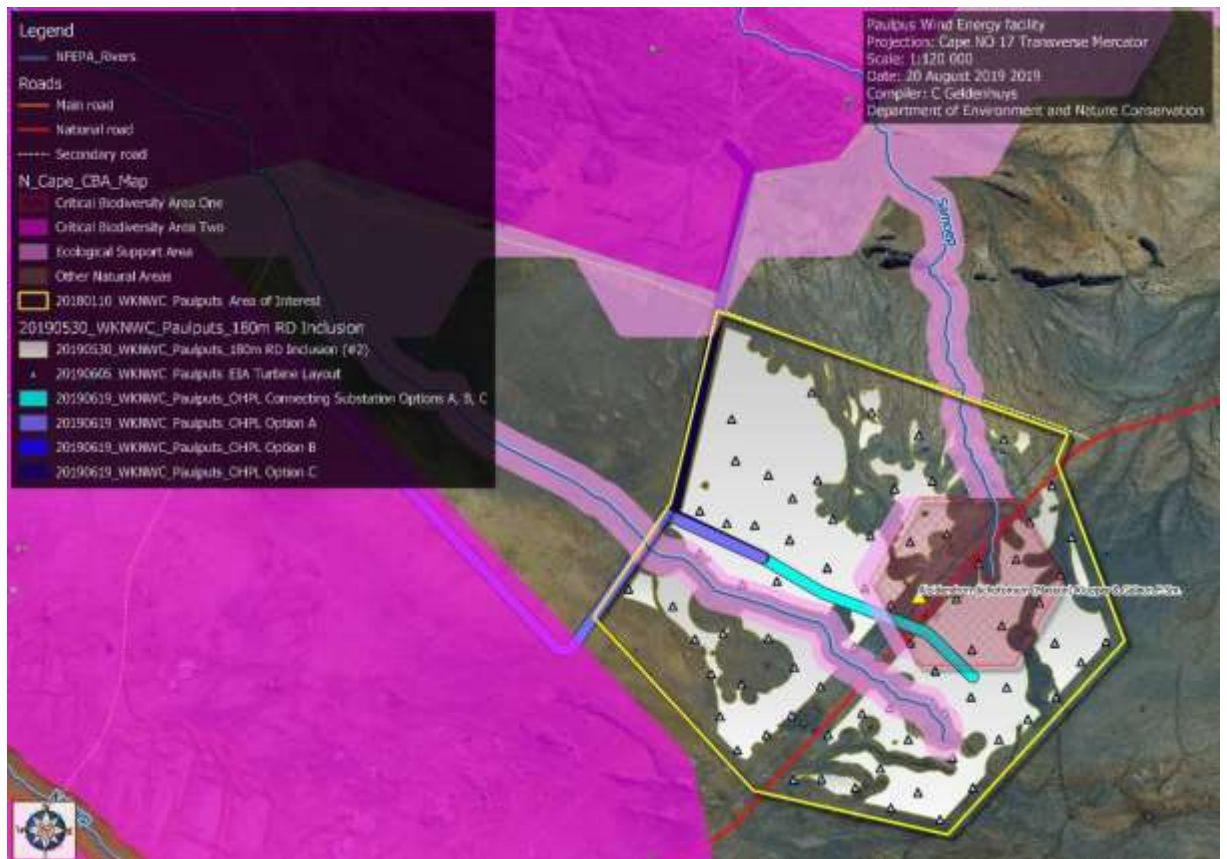 Legend
NFEPA_Rivers
Roads
Main road
National road
Secondary road
N_Cape_CBA_Map
Critical Biodiversity Area One
Critical Biodiversity Area Two
Ecological Support Area
Other Natural Areas
20180110_WKNWC_Paulputs_Area of Interest
20190530_WKNWC_Paulputs_180m RD Inclusion
20190530_WKNWC_Paulputs_180m RD Inclusion (#2)
20190605_WKNWC_Paulputs_EIA Turbine Layout
20190619_WKNWC_Paulputs_OHPL Connecting Substation Options A, B, C
20190619_WKNWC_Paulputs_OHPL Option A
20190619_WKNWC_Paulputs_OHPL Option B
20190619_WKNWC_Paulputs_OHPL Option C
Paulpus Wind Energy facility
Projection: Cape NO 17 Transverse Mercator
Scale: 1:120 000
Date: 20 August 2019 2019
Compiler: C Geldenhuys
Department of Environment and Nature Conservation